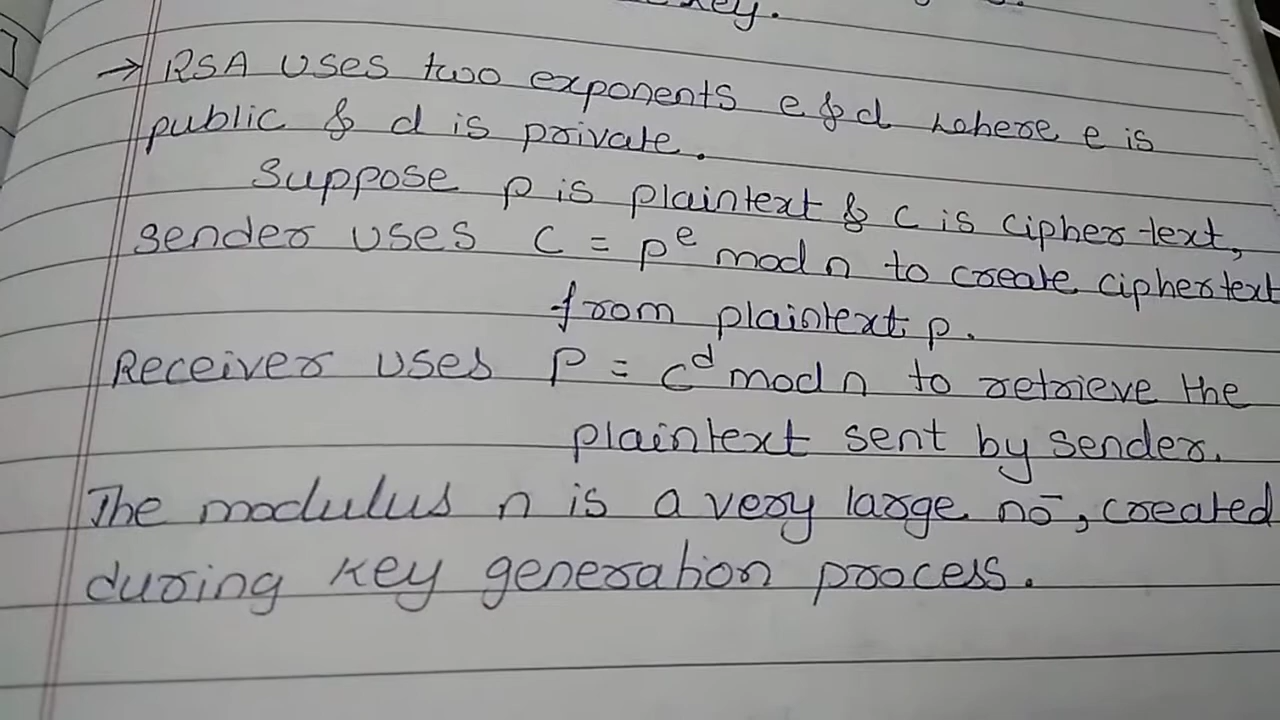 key.
→ RSA uses two exponents e & d where e is
public & d is private.
Suppose p is plaintext & c is ciphertext,
sender uses c = p^e mod n to create ciphertext
from plaintext p.
Receiver uses P = c^d mod n to retrieve the
plaintext sent by sender.
The modulus n is a very large no, created
during key generation process.